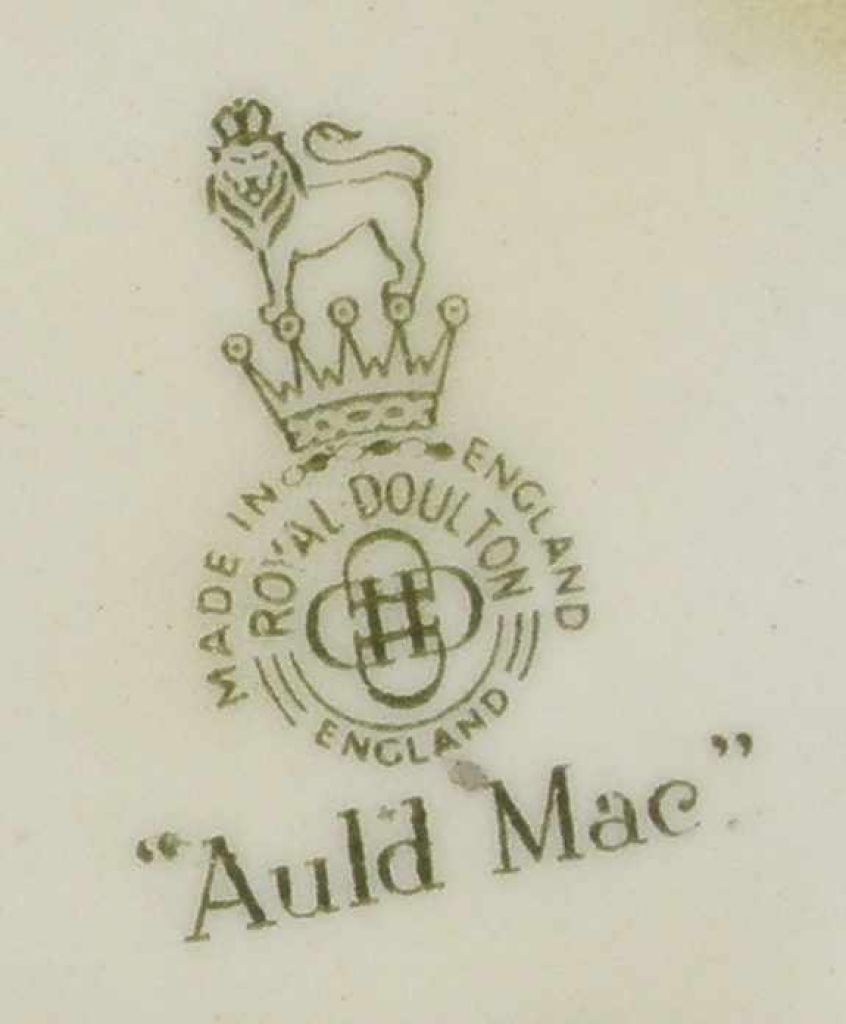 MADE IN ENGLAND
ROYAL DOULTON
ENGLAND
“Auld Mac.”